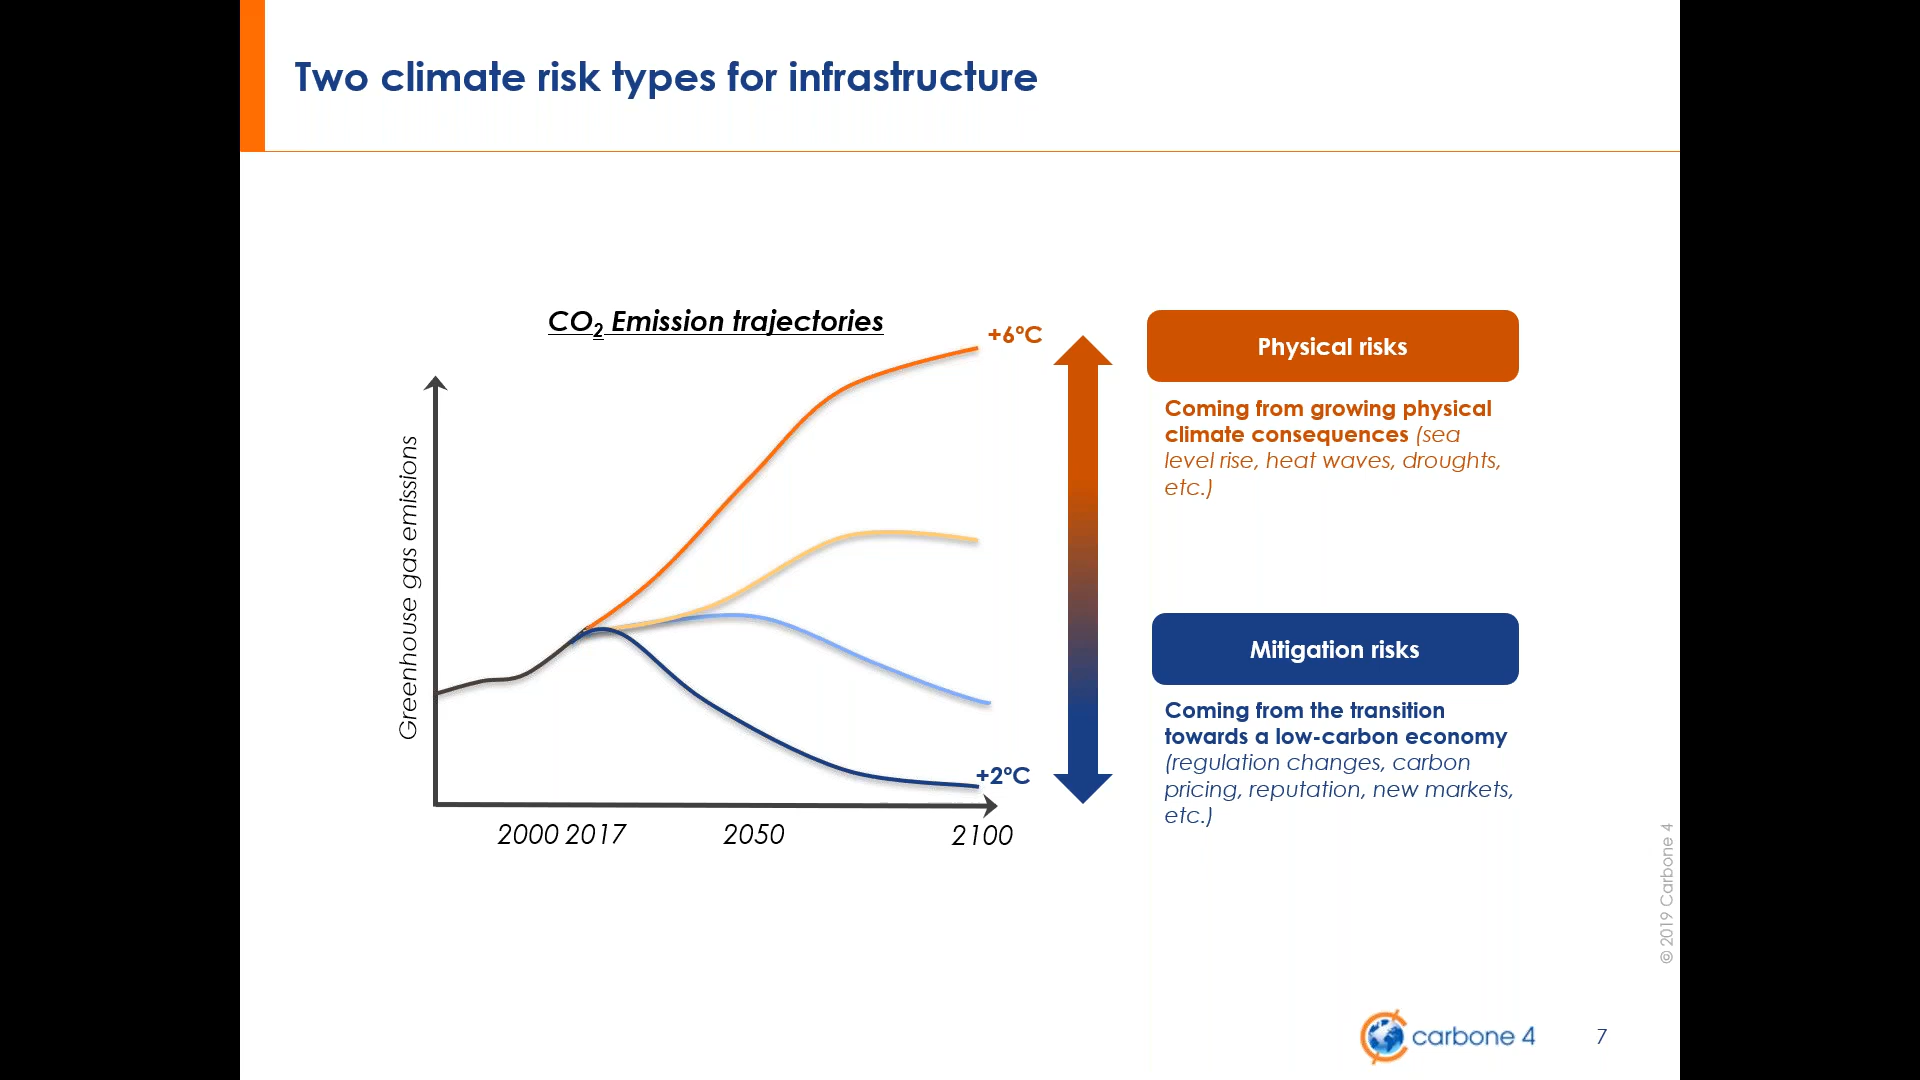 Two climate risk types for infrastructure
CO₂ Emission trajectories
+6°C
Greenhouse gas emissions
+2°C
2000 2017 2050 2100
Physical risks
Coming from growing physical
climate consequences (sea
level rise, heat waves, droughts,
etc.)
Mitigation risks
Coming from the transition
towards a low-carbon economy
(regulation changes, carbon
pricing, reputation, new markets,
etc.)
© 2019 Carbone 4
carbone 4
7